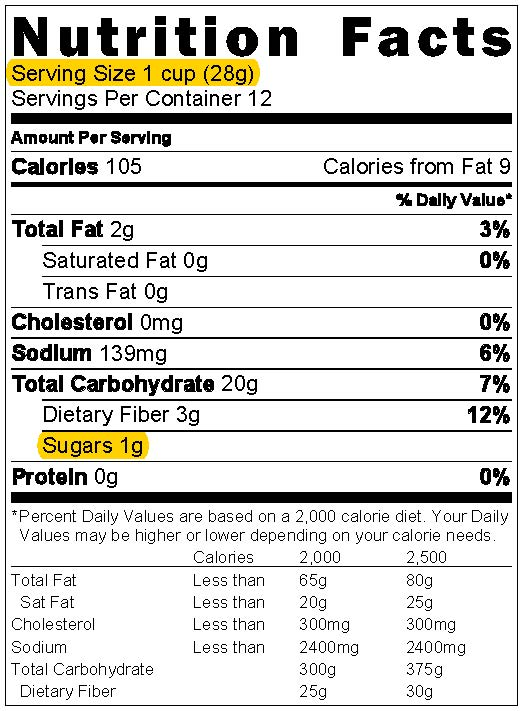 Nutrition Facts
Serving Size 1 cup (28g)
Servings Per Container 12
Amount Per Serving
Calories 105 Calories from Fat 9
% Daily Value*
Total Fat 2g 3%
Saturated Fat 0g 0%
Trans Fat 0g
Cholesterol 0mg 0%
Sodium 139mg 6%
Total Carbohydrate 20g 7%
Dietary Fiber 3g 12%
Sugars 1g
Protein 0g 0%
*Percent Daily Values are based on a 2,000 calorie diet. Your Daily
Values may be higher or lower depending on your calorie needs.
Calories 2,000 2,500
Total Fat Less than 65g 80g
Sat Fat Less than 20g 25g
Cholesterol Less than 300mg 300mg
Sodium Less than 2400mg 2400mg
Total Carbohydrate 300g 375g
Dietary Fiber 25g 30g